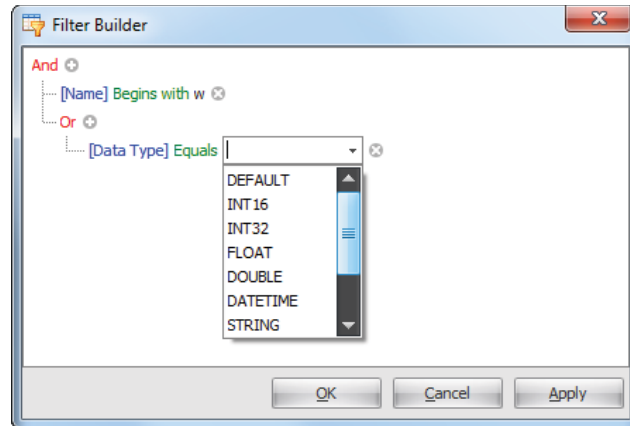 Filter Builder
And
[Name] Begins with w
Or
[Data Type] Equals
DEFAULT
INT16
INT32
FLOAT
DOUBLE
DATETIME
STRING
OK Cancel Apply